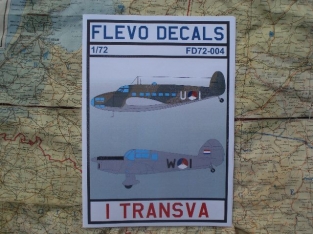 FLEVO DECALS
1/72 FD72-004
U I
W I
I TRANSVA